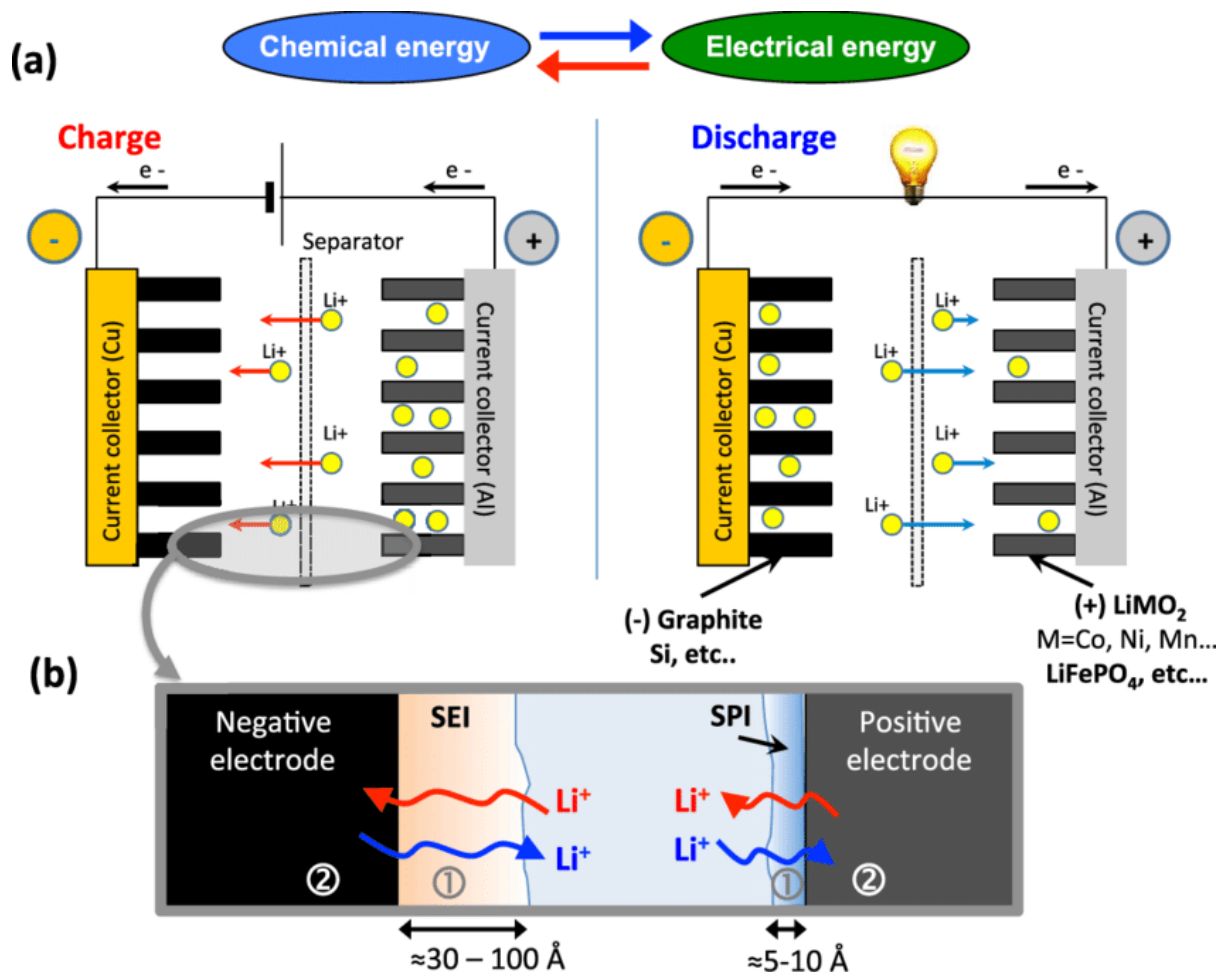 Chemical energy
Electrical energy
(a)
Charge
Discharge
e -
e -
e -
e -
-
+
-
+
Separator
Current collector (Cu)
Li+
Li+
Li+
Li+
Current collector (Al)
Current collector (Cu)
Li+
Li+
Li+
Li+
Current collector (Al)
(-) Graphite
Si, etc..
(+) LiMO₂
M=Co, Ni, Mn...
LiFePO₄, etc...
(b)
Negative
electrode
SEI
SPI
Positive
electrode
Li⁺
Li⁺
Li⁺
Li⁺
②
①
①
②
≈30 – 100 Å
≈5-10 Å